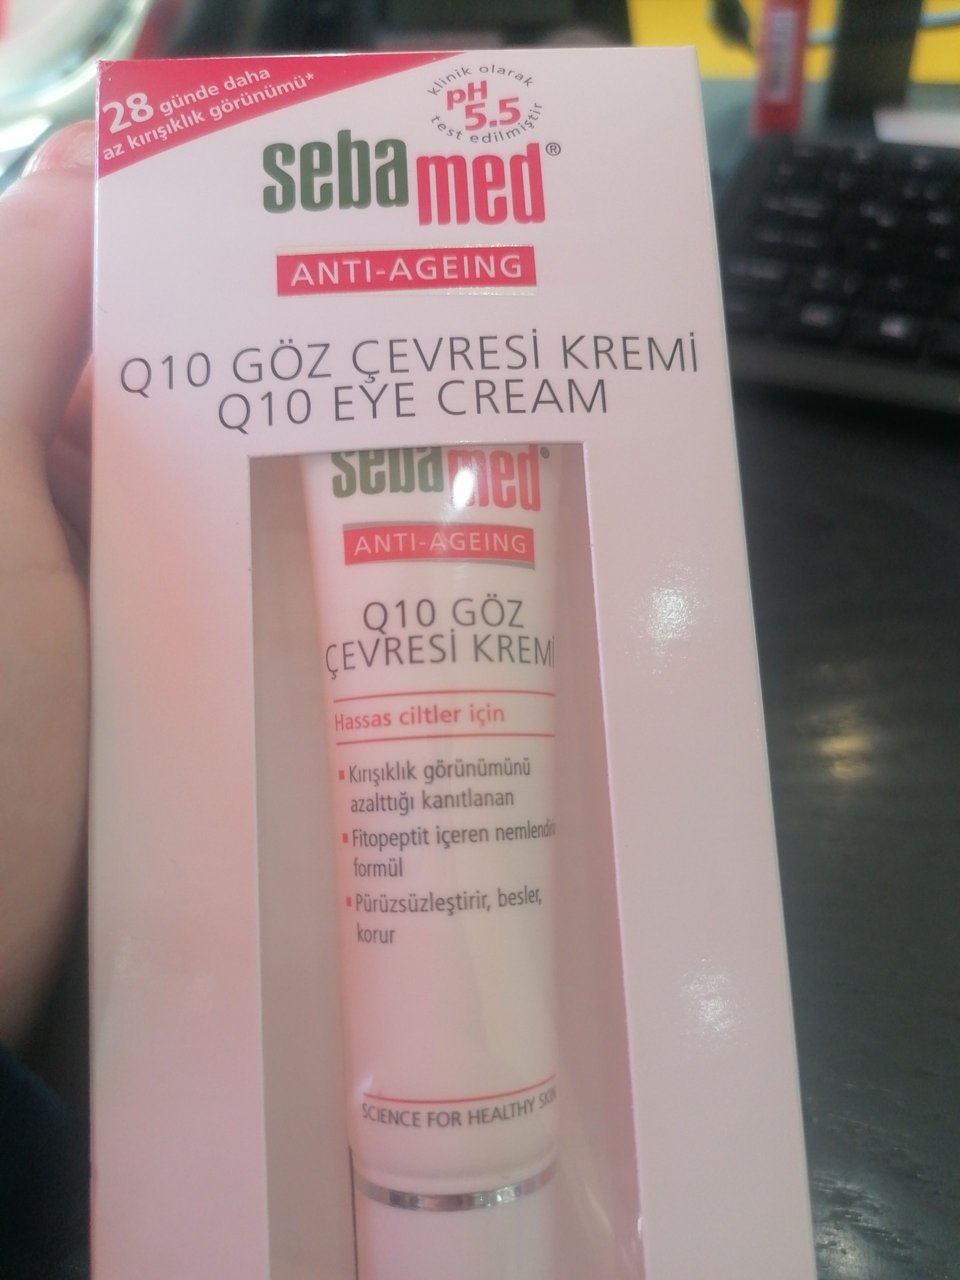 28 günde daha
az kırışıklık görünümü*
klinik olarak
pH
5.5
test edilmiştir
sebamed®
ANTI-AGEING
Q10 GÖZ ÇEVRESİ KREMİ
Q10 EYE CREAM
sebamed®
ANTI-AGEING
Q10 GÖZ
ÇEVRESİ KREMİ
Hassas ciltler için
▪ Kırışıklık görünümünü
azalttığı kanıtlanan
▪ Fitopeptit içeren nemlendirici
formül
▪ Pürüzsüzleştirir, besler,
korur
SCIENCE FOR HEALTHY SKIN